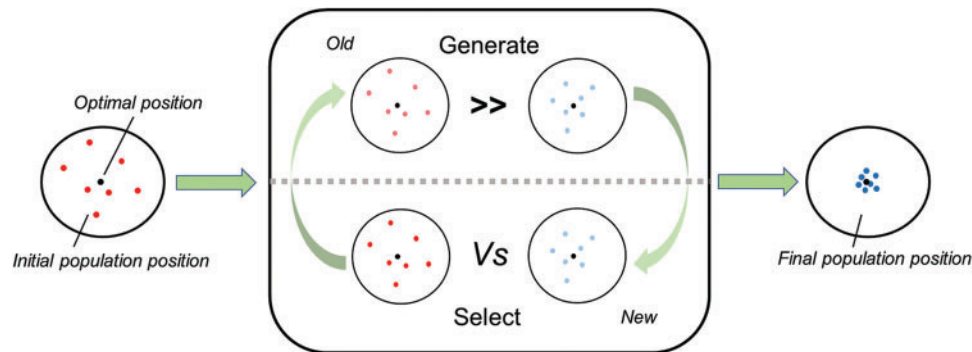 Old
Generate
Optimal position
>>
Initial population position
Vs
Final population position
Select
New